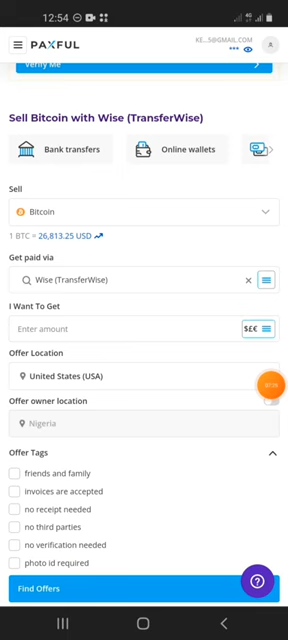 12:54
PAXFUL
KE...5@GMAIL.COM
Verify Me
Sell Bitcoin with Wise (TransferWise)
Bank transfers
Online wallets
Sell
Bitcoin
1 BTC = 26,813.25 USD
Get paid via
Wise (TransferWise)
I Want To Get
Enter amount
$££
Offer Location
United States (USA)
Offer owner location
Nigeria
Offer Tags
friends and family
invoices are accepted
no receipt needed
no third parties
no verification needed
photo id required
Find Offers